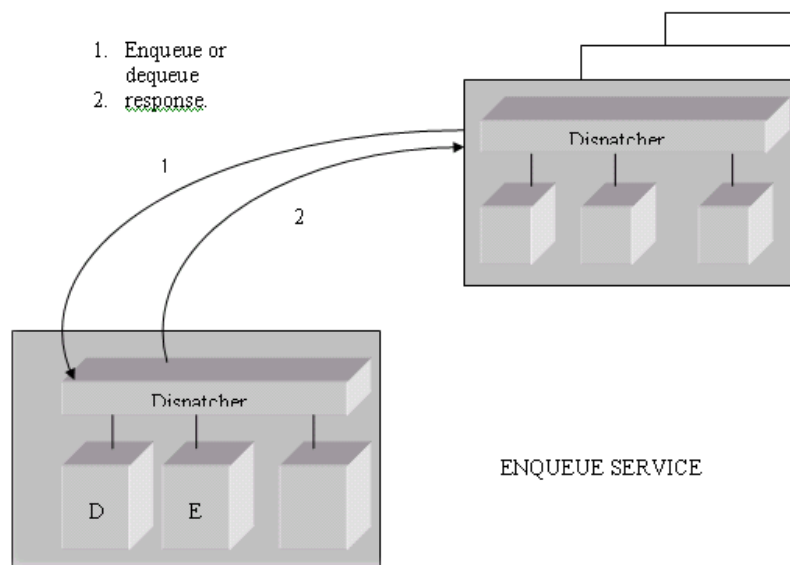 1. Enqueue or
dequeue
2. response.
1
2
Dispatcher
Dispatcher
D
E
ENQUEUE SERVICE